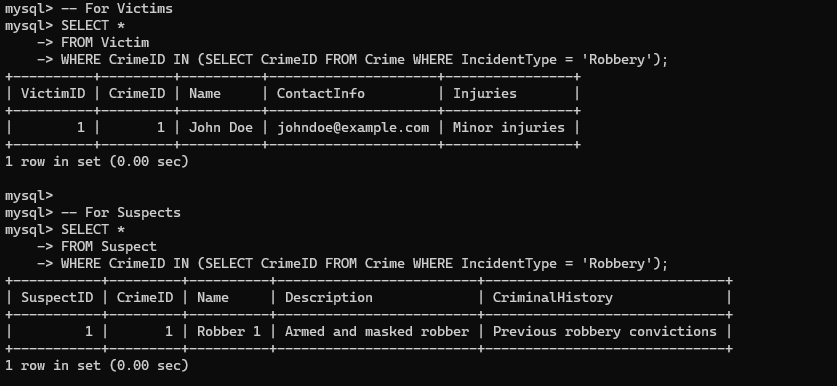 mysql> -- For Victims
mysql> SELECT *
    -> FROM Victim
    -> WHERE CrimeID IN (SELECT CrimeID FROM Crime WHERE IncidentType = 'Robbery');
+----------+---------+----------+---------------------+----------------+
| VictimID | CrimeID | Name     | ContactInfo         | Injuries       |
+----------+---------+----------+---------------------+----------------+
|        1 |       1 | John Doe | johndoe@example.com | Minor injuries |
+----------+---------+----------+---------------------+----------------+
1 row in set (0.00 sec)

mysql>
mysql> -- For Suspects
mysql> SELECT *
    -> FROM Suspect
    -> WHERE CrimeID IN (SELECT CrimeID FROM Crime WHERE IncidentType = 'Robbery');
+-----------+---------+----------+-------------------------+------------------------------+
| SuspectID | CrimeID | Name     | Description             | CriminalHistory              |
+-----------+---------+----------+-------------------------+------------------------------+
|         1 |       1 | Robber 1 | Armed and masked robber | Previous robbery convictions |
+-----------+---------+----------+-------------------------+------------------------------+
1 row in set (0.00 sec)